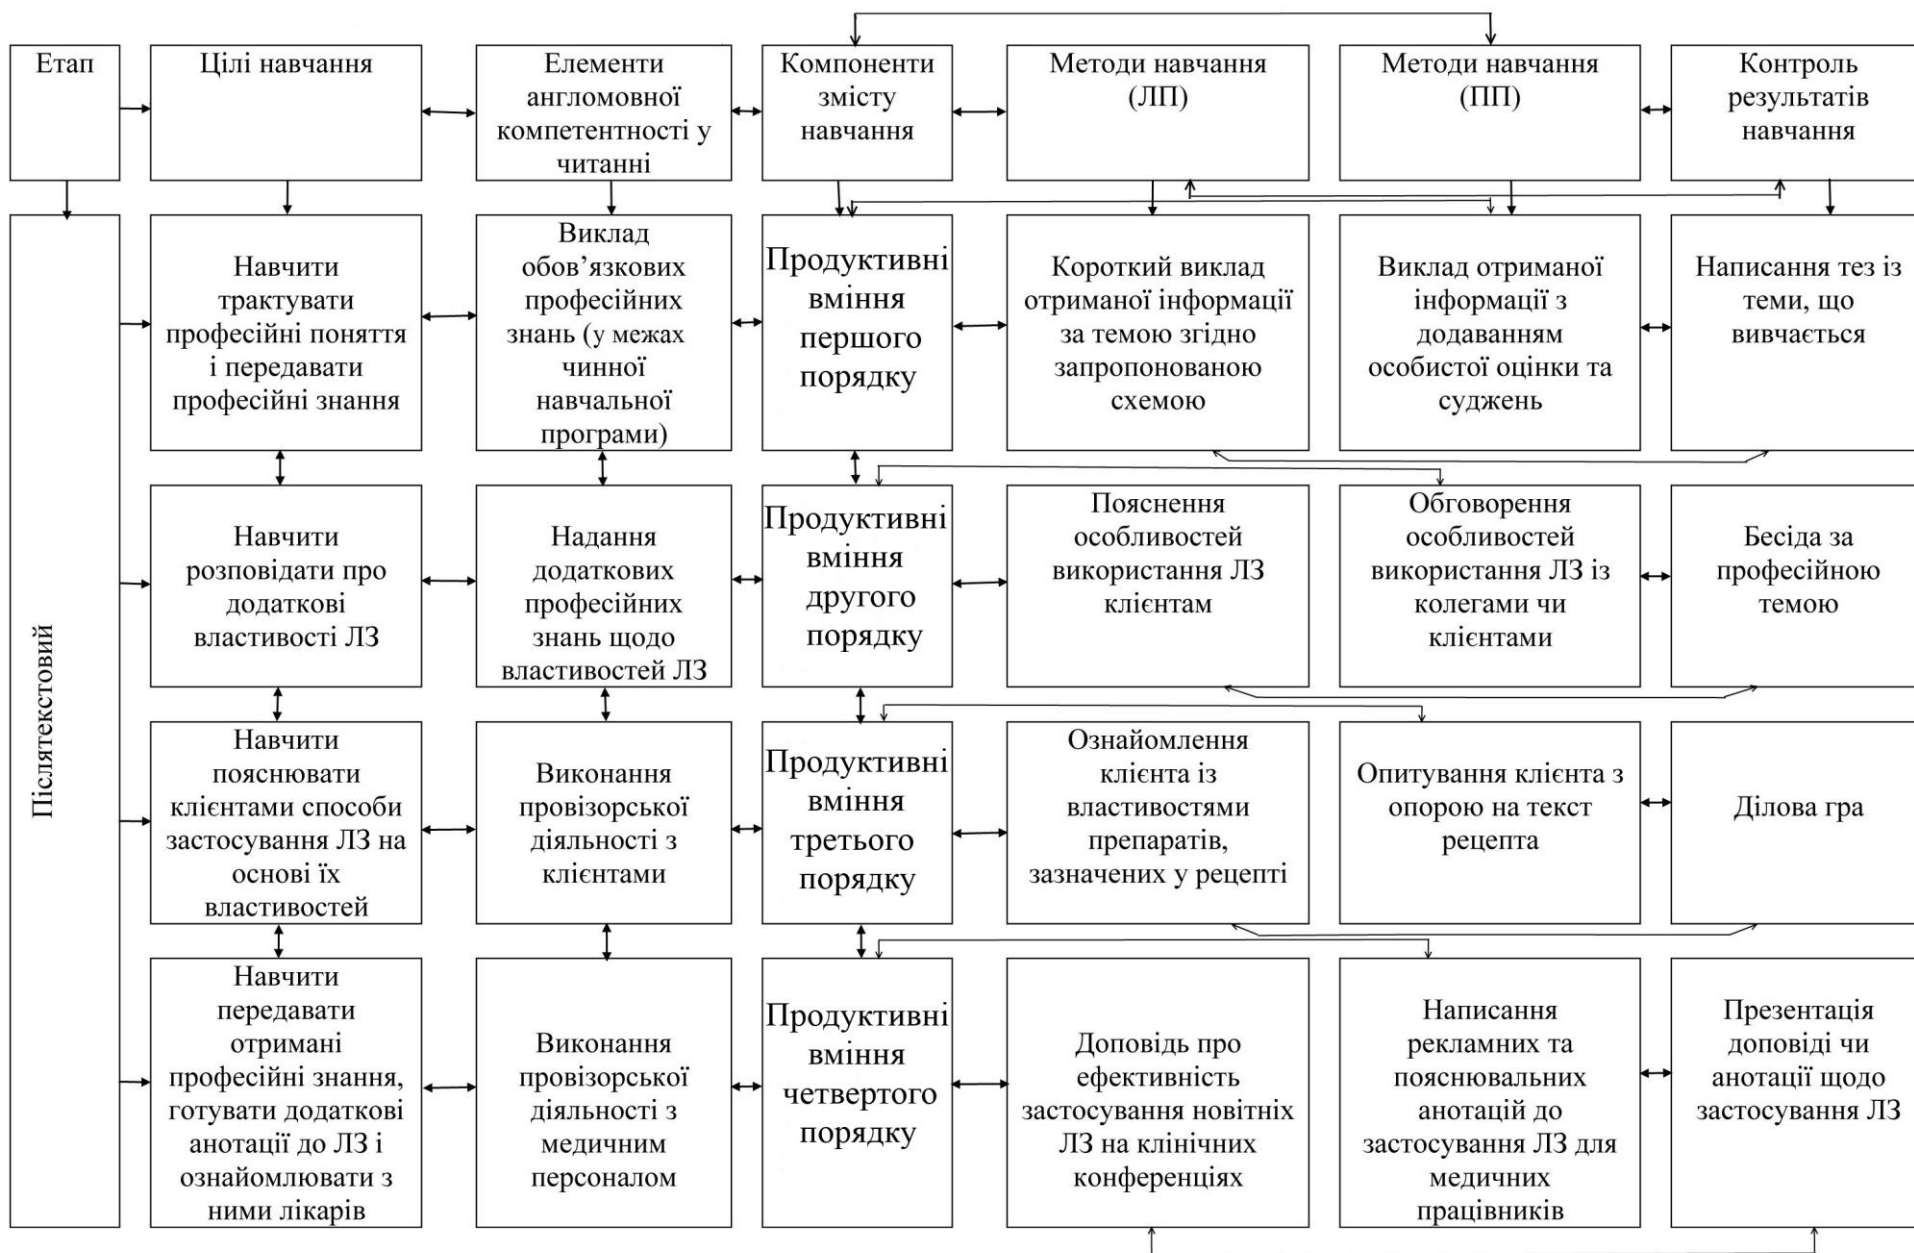 Етап
Цілі навчання
Елементи
англомовної
компетентності у
читанні
Компоненти
змісту
навчання
Методи навчання
(ЛП)
Методи навчання
(ПП)
Контроль
результатів
навчання
Післятекстовий
Навчити
трактувати
професійні поняття
і передавати
професійні знання
Виклад
обов’язкових
професійних
знань (у межах
чинної
навчальної
програми)
Продуктивні
вміння
першого
порядку
Короткий виклад
отриманої інформації
за темою згідно
запропонованою
схемою
Виклад отриманої
інформації з
додаванням
особистої оцінки та
суджень
Написання тез із
теми, що
вивчається
Навчити
розповідати про
додаткові
властивості ЛЗ
Надання
додаткових
професійних
знань щодо
властивостей ЛЗ
Продуктивні
вміння
другого
порядку
Пояснення
особливостей
використання ЛЗ
клієнтам
Обговорення
особливостей
використання ЛЗ із
колегами чи
клієнтами
Бесіда за
професійною
темою
Навчити
пояснювати
клієнтами способи
застосування ЛЗ на
основі їх
властивостей
Виконання
провізорської
діяльності з
клієнтами
Продуктивні
вміння
третього
порядку
Ознайомлення
клієнта із
властивостями
препаратів,
зазначених у рецепті
Опитування клієнта з
опорою на текст
рецепта
Ділова гра
Навчити
передавати
отримані
професійні знання,
готувати додаткові
анотації до ЛЗ і
ознайомлювати з
ними лікарів
Виконання
провізорської
діяльності з
медичним
персоналом
Продуктивні
вміння
четвертого
порядку
Доповідь про
ефективність
застосування новітніх
ЛЗ на клінічних
конференціях
Написання
рекламних та
пояснювальних
анотацій до
застосування ЛЗ для
медичних
працівників
Презентація
доповіді чи
анотації щодо
застосування ЛЗ